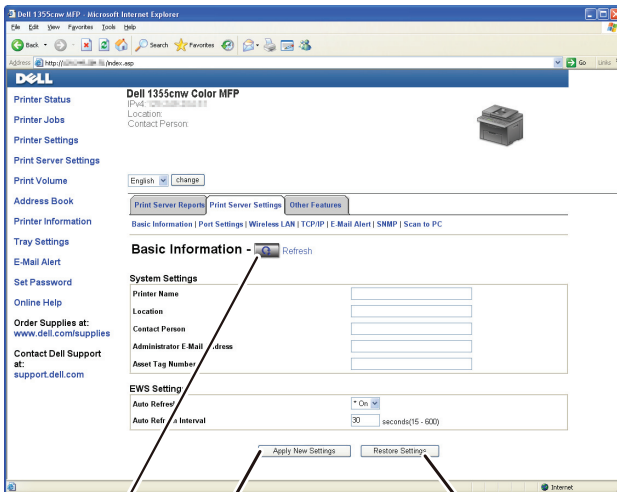 Dell 1355cnw MFP - Microsoft Internet Explorer
File Edit View Favorites Tools Help
Back Search Favorites
Address http:// /index.asp Go Links
DELL
Dell 1355cnw Color MFP
IPv4:
Location:
Contact Person:
Printer Status
Printer Jobs
Printer Settings
Print Server Settings
Print Volume
Address Book
Printer Information
Tray Settings
E-Mail Alert
Set Password
Online Help
Order Supplies at:
www.dell.com/supplies
Contact Dell Support
at:
support.dell.com
English change
Print Server Reports Print Server Settings Other Features
Basic Information | Port Settings | Wireless LAN | TCP/IP | E-Mail Alert | SNMP | Scan to PC
Basic Information - Refresh
System Settings
Printer Name
Location
Contact Person
Administrator E-Mail Address
Asset Tag Number
EWS Settings
Auto Refresh * On
Auto Refresh Interval 30 seconds(15 - 600)
Apply New Settings Restore Settings
Internet